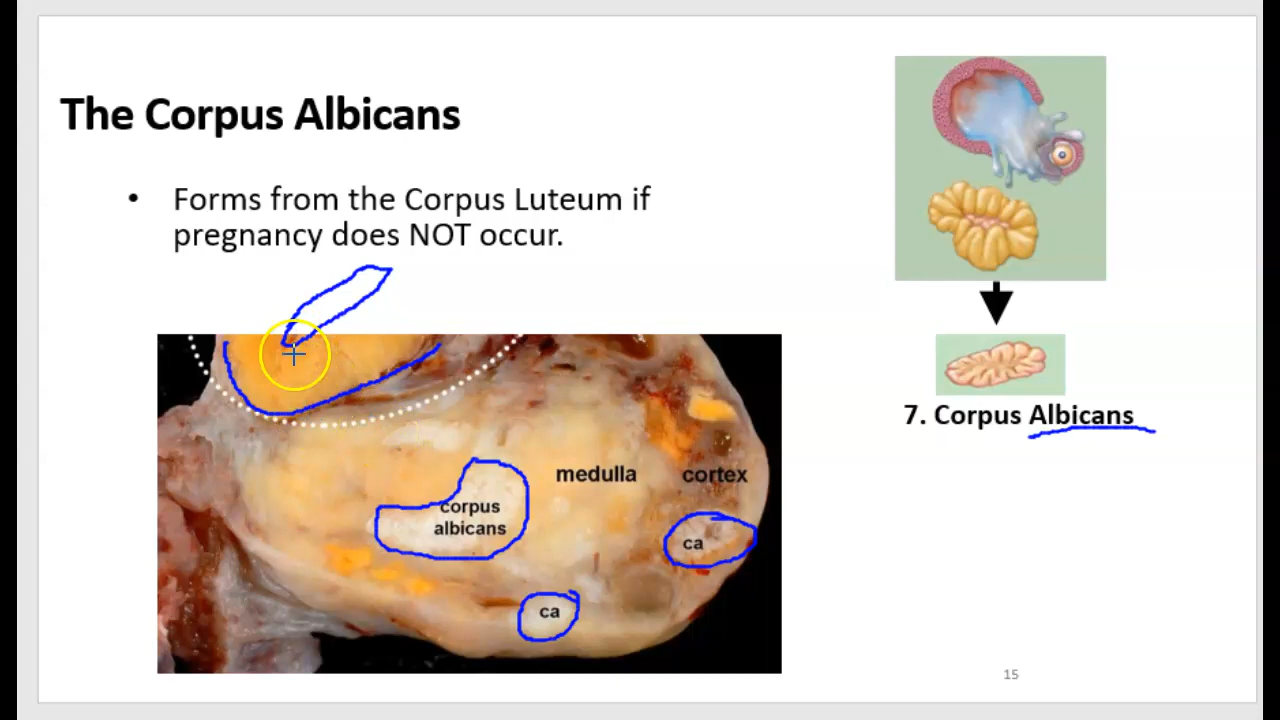 The Corpus Albicans
• Forms from the Corpus Luteum if
pregnancy does NOT occur.
medulla
cortex
corpus
albicans
ca
ca
7. Corpus Albicans
15